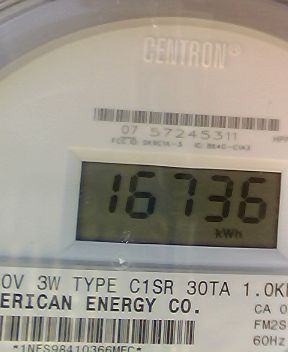 CENTRON®
07 57245311
16736
kWh
0V 3W TYPE C1SR 30TA 1.0K
ERICAN ENERGY CO.
CA 0
FM2S
60Hz
*1NES98410366MEC*